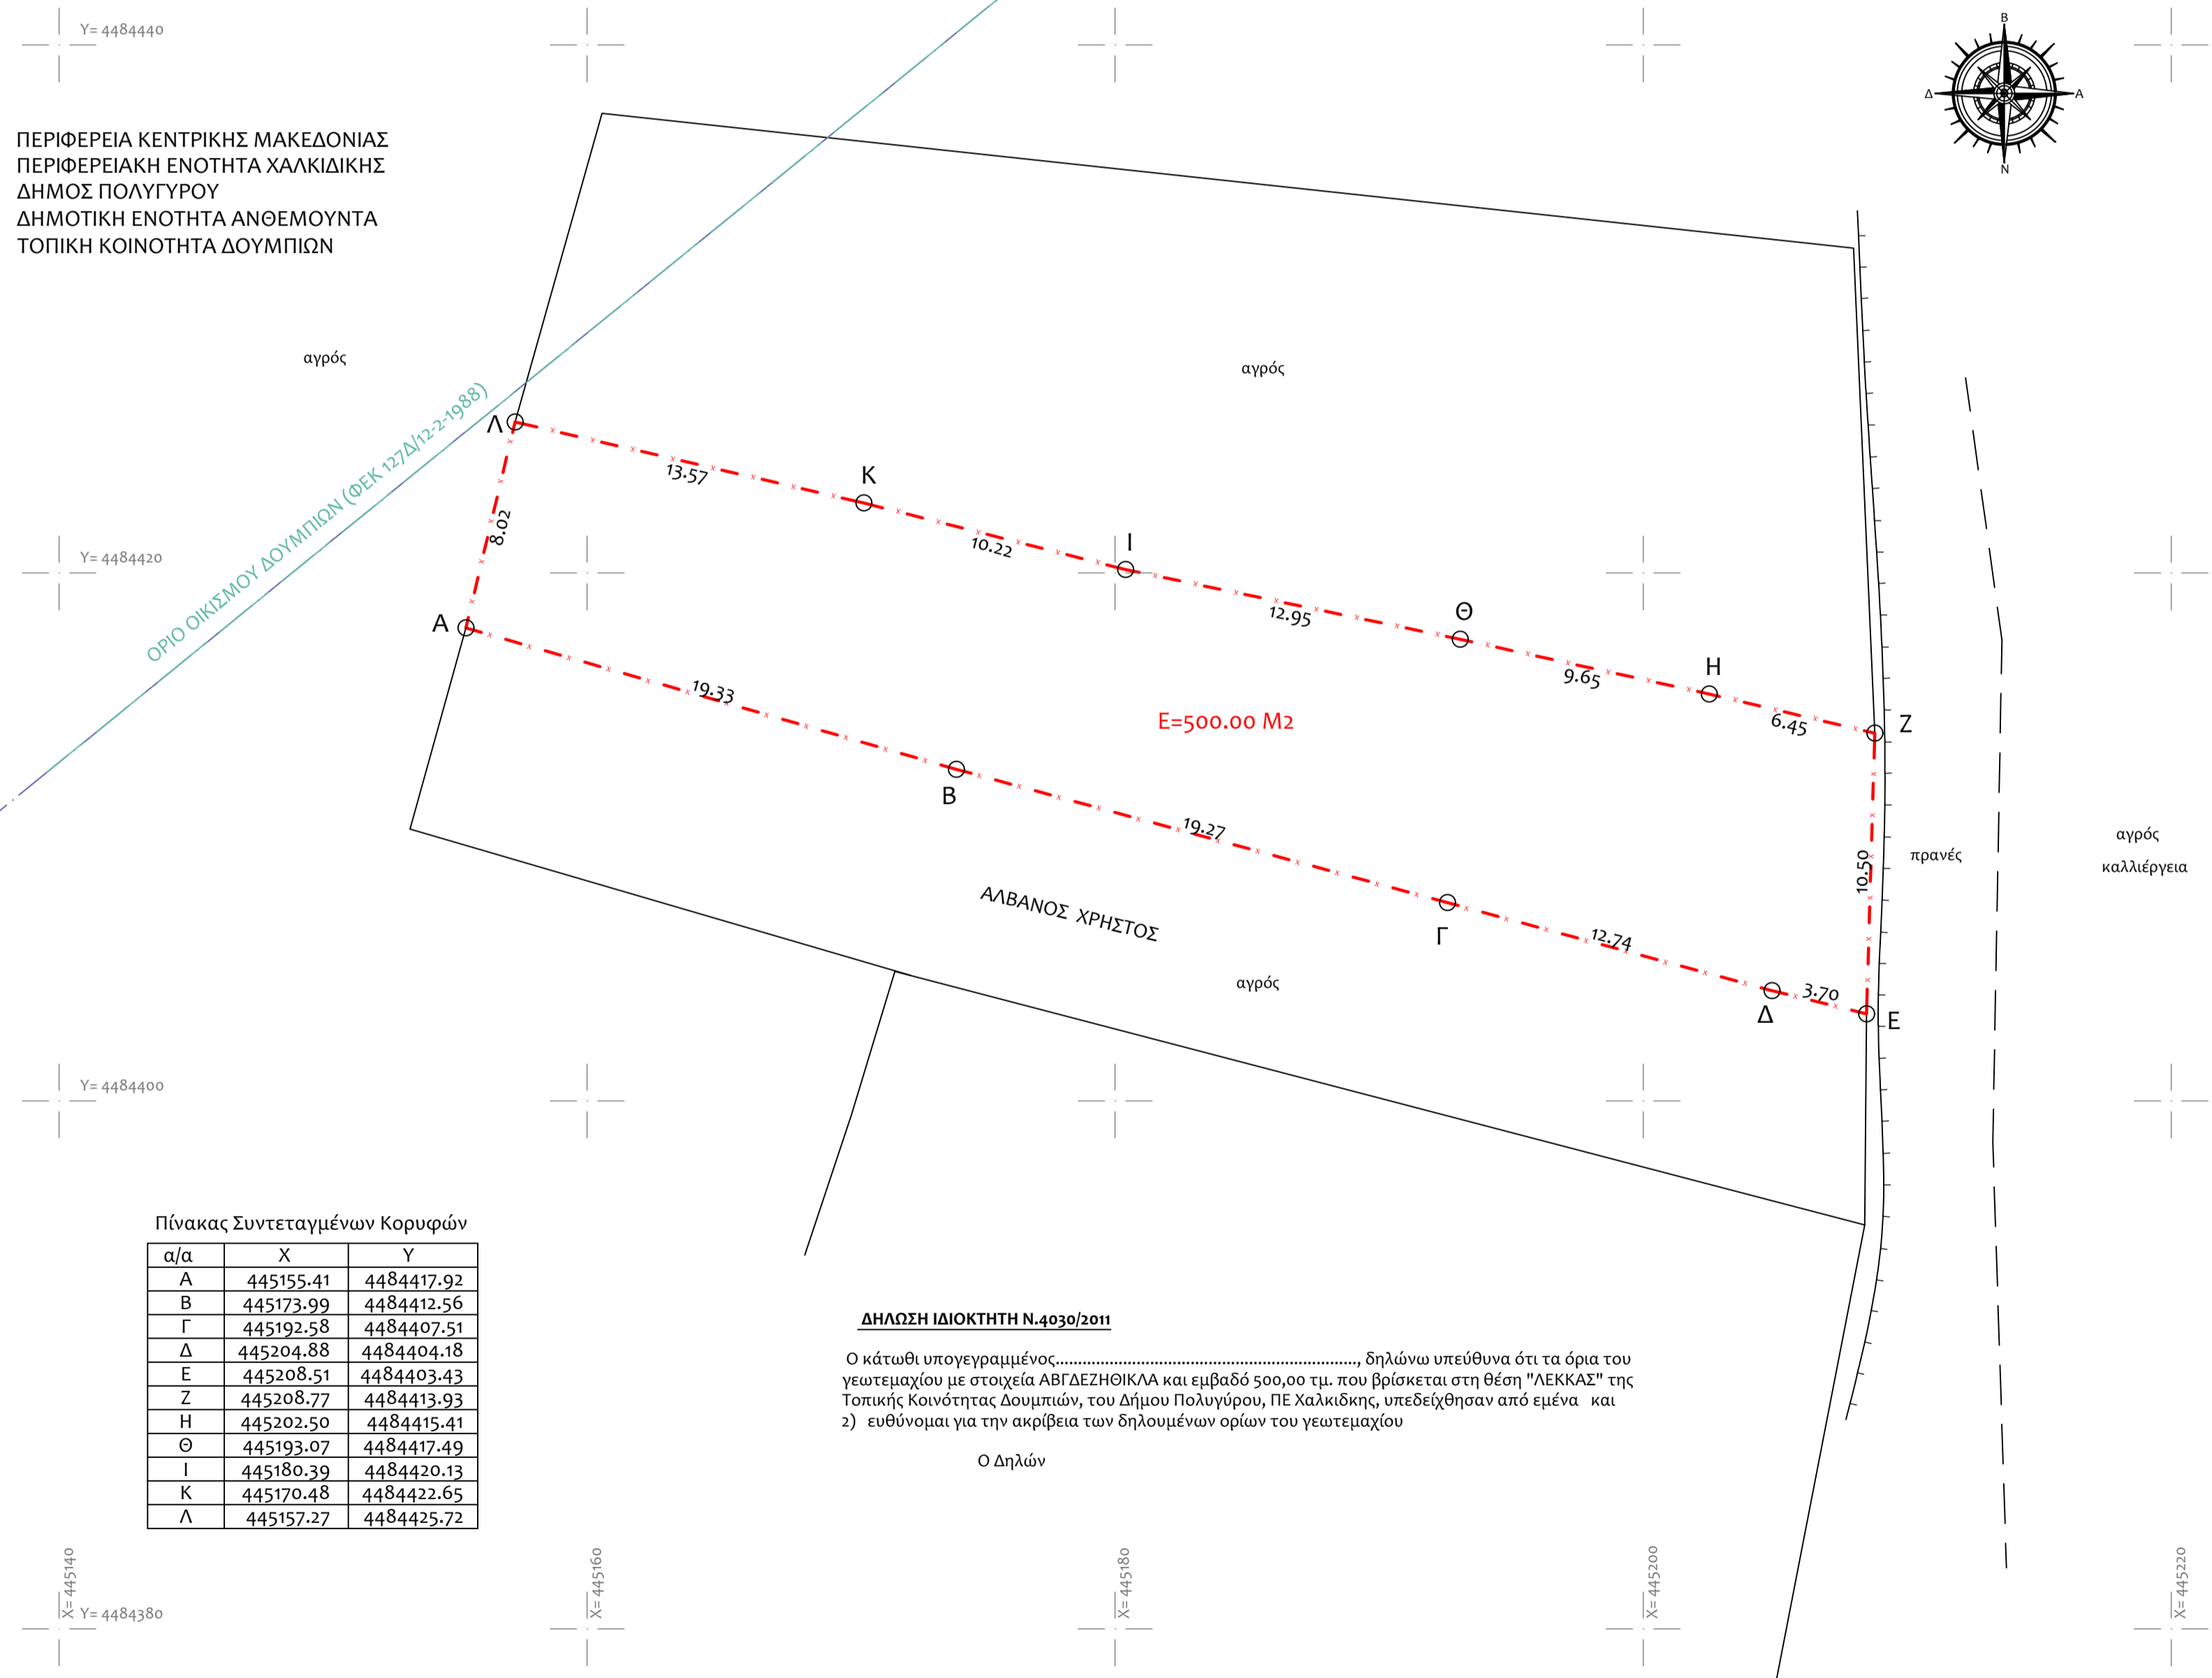 Y= 4484440
Β
Δ
Α
Ν
ΠΕΡΙΦΕΡΕΙΑ ΚΕΝΤΡΙΚΗΣ ΜΑΚΕΔΟΝΙΑΣ
ΠΕΡΙΦΕΡΕΙΑΚΗ ΕΝΟΤΗΤΑ ΧΑΛΚΙΔΙΚΗΣ
ΔΗΜΟΣ ΠΟΛΥΓΥΡΟΥ
ΔΗΜΟΤΙΚΗ ΕΝΟΤΗΤΑ ΑΝΘΕΜΟΥΝΤΑ
ΤΟΠΙΚΗ ΚΟΙΝΟΤΗΤΑ ΔΟΥΜΠΙΩΝ
αγρός
αγρός
ΟΡΙΟ ΟΙΚΙΣΜΟΥ ΔΟΥΜΠΙΩΝ (ΦΕΚ 127Δ/12-2-1988)
Λ
13.57
Κ
8.02
10.22
Ι
Y= 4484420
12.95
Θ
Α
9.65
Η
19.33
Ε=500.00 Μ2
6.45
Ζ
Β
19.27
10.50
πρανές
αγρός
καλλιέργεια
ΑΛΒΑΝΟΣ ΧΡΗΣΤΟΣ
Γ
12.74
αγρός
3.70
Δ
Ε
Y= 4484400
Πίνακας Συντεταγμένων Κορυφών
α/α X Y
Α 445155.41 4484417.92
Β 445173.99 4484412.56
Γ 445192.58 4484407.51
Δ 445204.88 4484404.18
Ε 445208.51 4484403.43
Ζ 445208.77 4484413.93
Η 445202.50 4484415.41
Θ 445193.07 4484417.49
Ι 445180.39 4484420.13
Κ 445170.48 4484422.65
Λ 445157.27 4484425.72
ΔΗΛΩΣΗ ΙΔΙΟΚΤΗΤΗ Ν.4030/2011
Ο κάτωθι υπογεγραμμένος..................................................................., δηλώνω υπεύθυνα ότι τα όρια του
γεωτεμαχίου με στοιχεία ΑΒΓΔΕΖΗΘΙΚΛΑ και εμβαδό 500,00 τμ. που βρίσκεται στη θέση "ΛΕΚΚΑΣ" της
Τοπικής Κοινότητας Δουμπιών, του Δήμου Πολυγύρου, ΠΕ Χαλκιδκης, υπεδείχθησαν από εμένα και
2) ευθύνομαι για την ακρίβεια των δηλουμένων ορίων του γεωτεμαχίου
Ο Δηλών
X= 445140
X= 445160
X= 445180
X= 445200
X= 445220
Y= 4484380